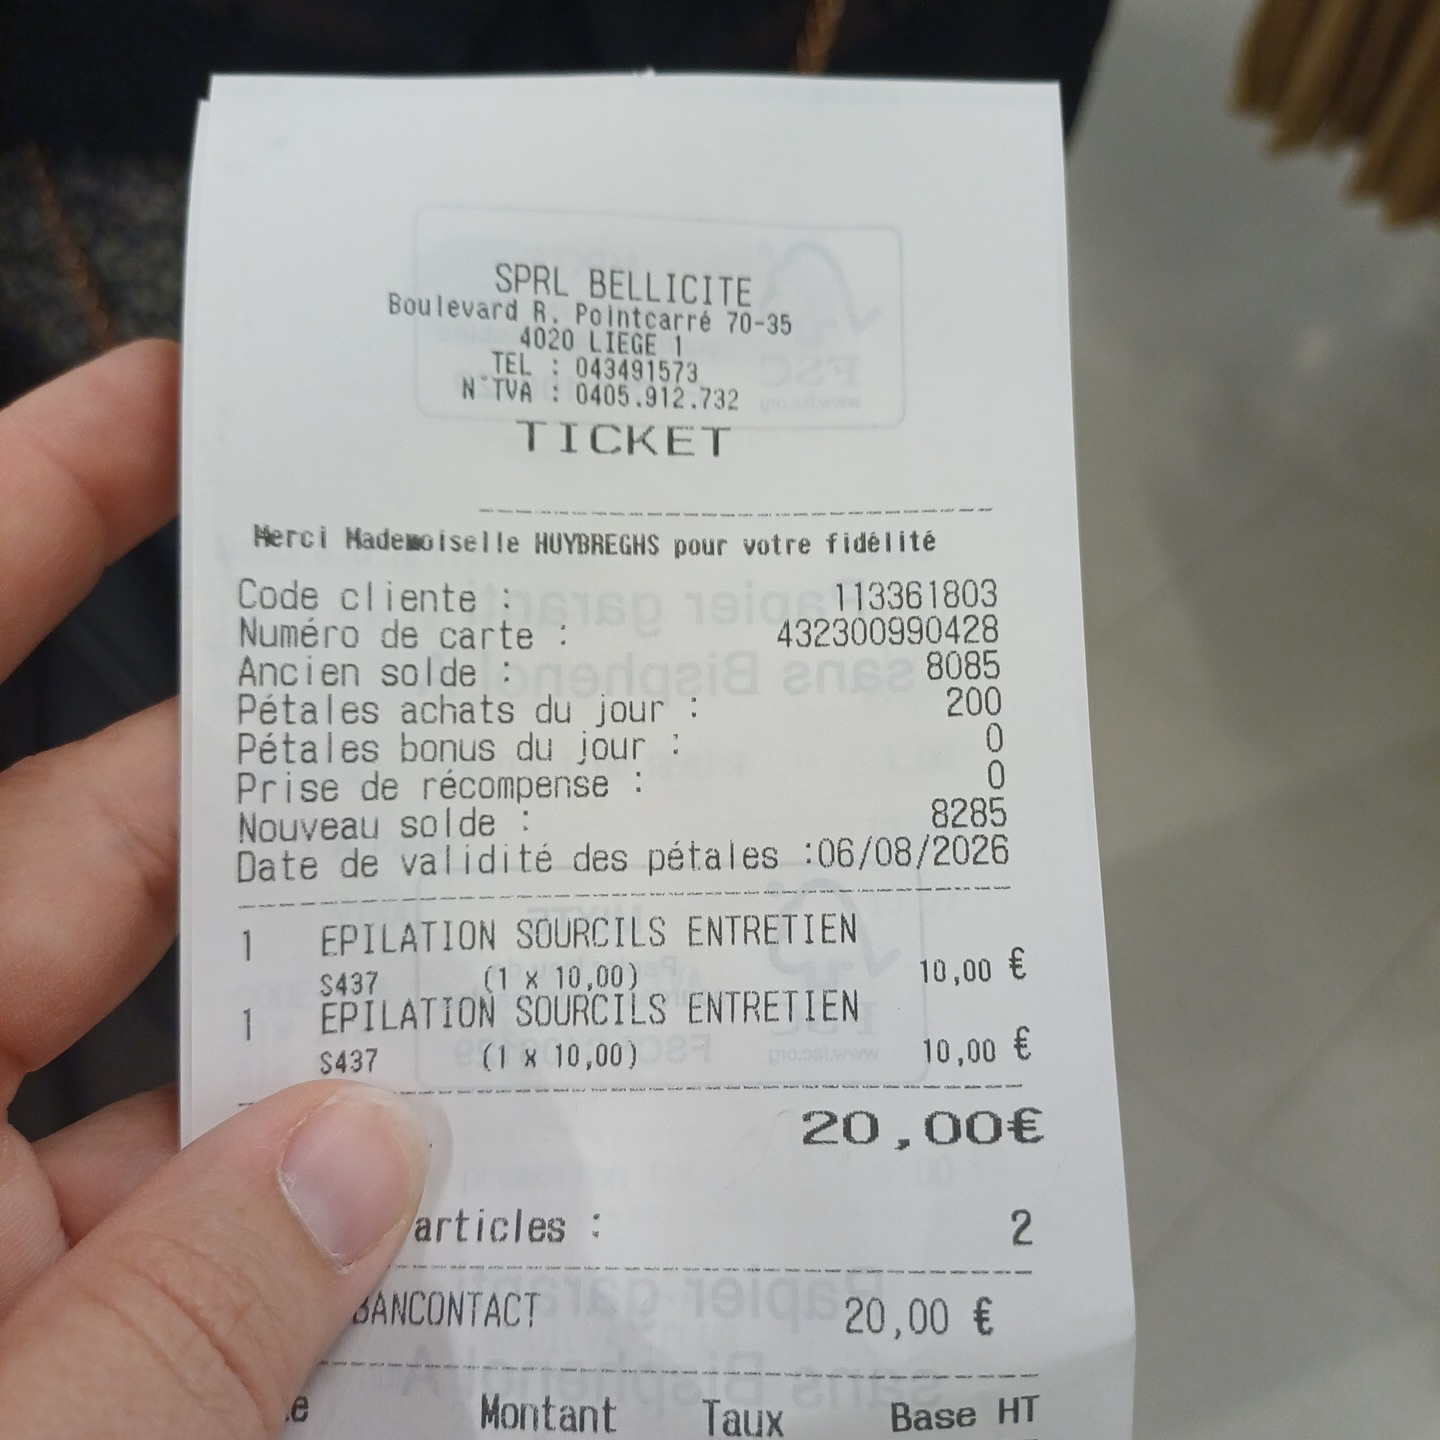 SPRL BELLICITE
Boulevard R. Pointcarré 70-35
4020 LIEGE 1
TEL : 043491573
N°TVA : 0405.912.732
TICKET
Merci Mademoiselle HUYBREGHS pour votre fidélité
Code cliente : 113361803
Numéro de carte : 432300990428
Ancien solde : 8085
Pétales achats du jour : 200
Pétales bonus du jour : 0
Prise de récompense : 0
Nouveau solde : 8285
Date de validité des pétales :06/08/2026
1 EPILATION SOURCILS ENTRETIEN
S437 (1 x 10,00) 10,00 €
1 EPILATION SOURCILS ENTRETIEN
S437 (1 x 10,00) 10,00 €
20,00€
articles : 2
BANCONTACT 20,00 €
Montant Taux Base HT